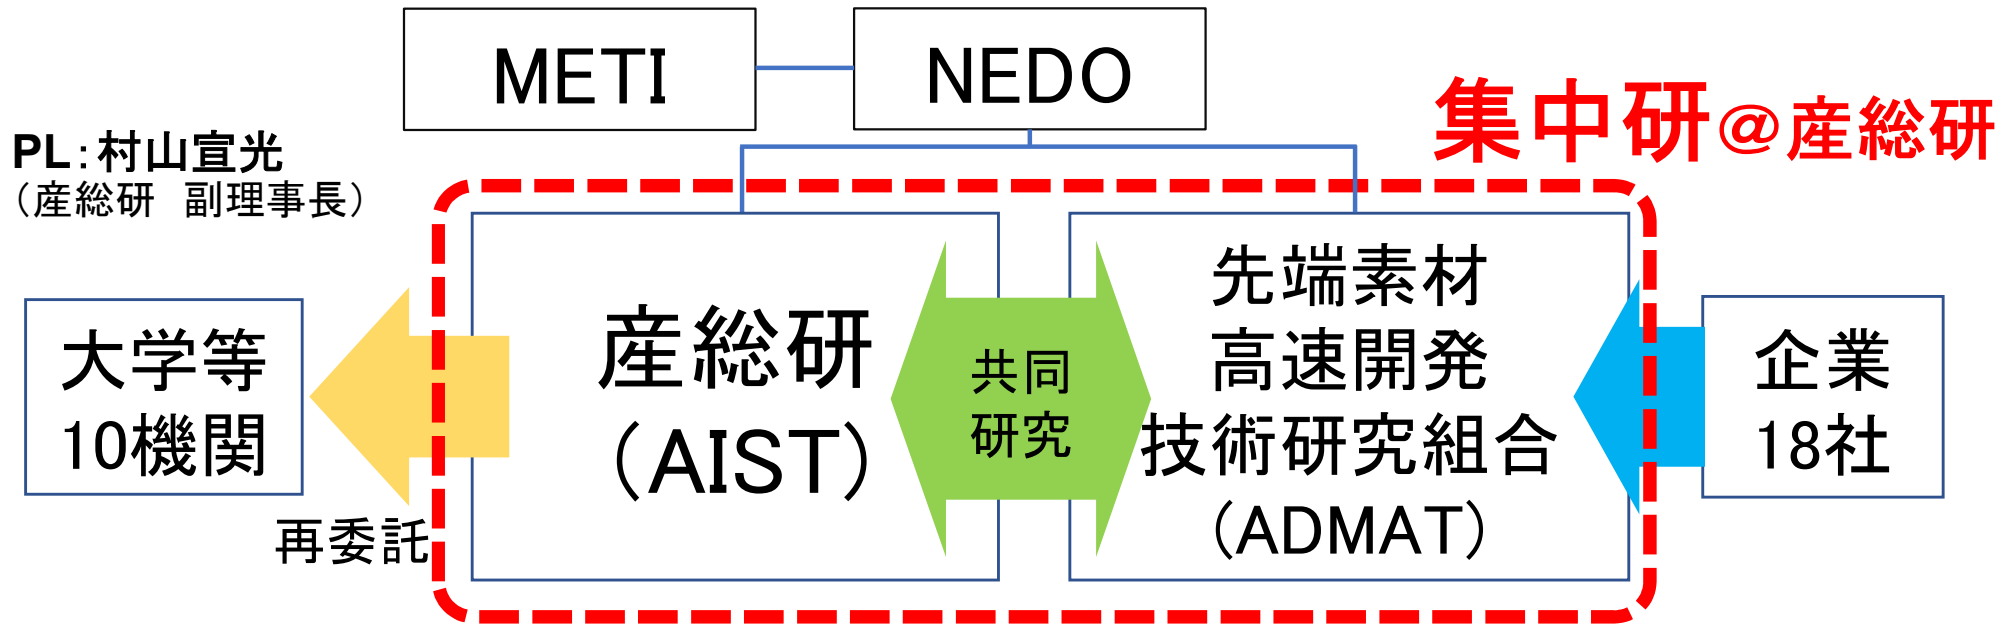 METI
NEDO
集中研@産総研
PL：村山宣光
（産総研　副理事長）
大学等
10機関
再委託
産総研
（AIST）
共同
研究
先端素材
高速開発
技術研究組合
（ADMAT）
企業
18社